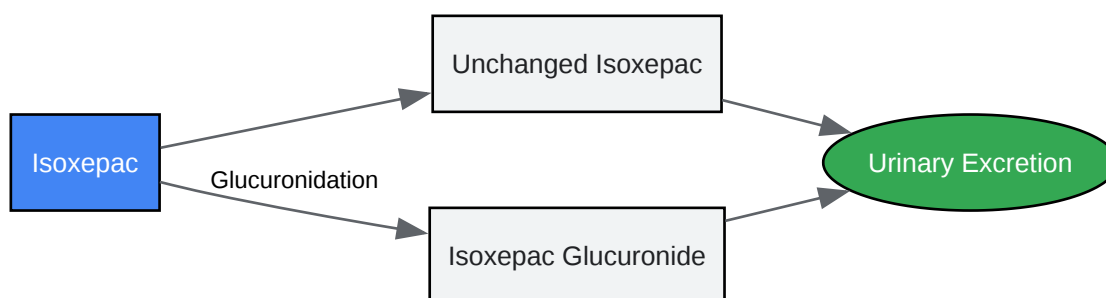 Unchanged Isoxepac
Isoxepac
Glucuronidation
Urinary Excretion
Isoxepac Glucuronide